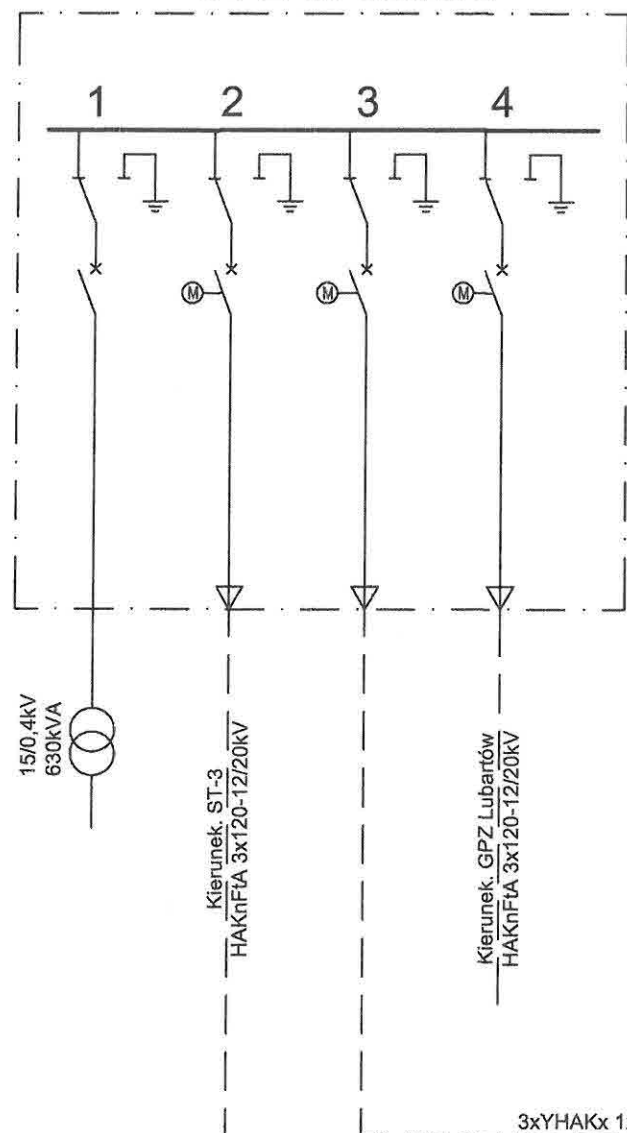 1 2 3 4
M M M
15/0,4kV
630kVA
Kierunek. ST-3
HAKnFtA 3x120-12/20kV
Kierunek. GPZ Lubartów
HAKnFtA 3x120-12/20kV
3xYHAKx